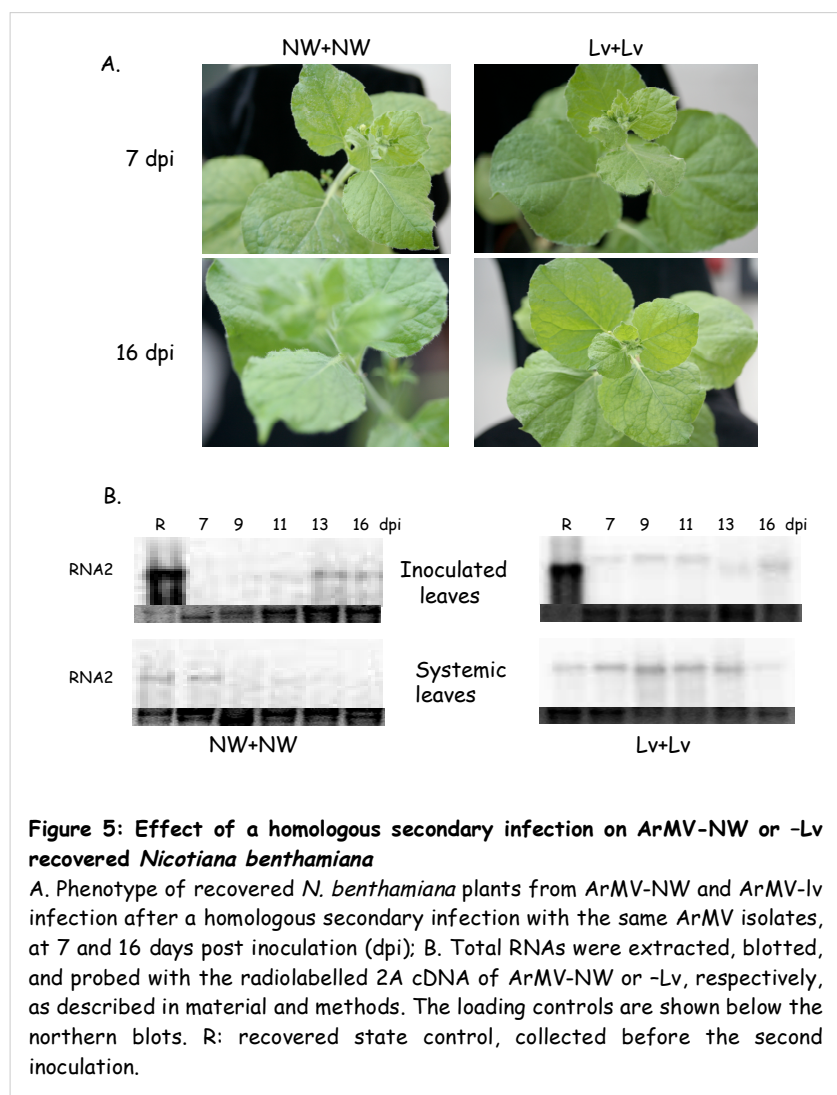 NW+NW Lv+Lv
A.
7 dpi
16 dpi
B.
R 7 9 11 13 16 dpi R 7 9 11 13 16 dpi
RNA2 Inoculated
leaves
RNA2 Systemic
leaves
NW+NW Lv+Lv
Figure 5: Effect of a homologous secondary infection on ArMV-NW or -Lv
recovered Nicotiana benthamiana
A. Phenotype of recovered N. benthamiana plants from ArMV-NW and ArMV-lv
infection after a homologous secondary infection with the same ArMV isolates,
at 7 and 16 days post inoculation (dpi); B. Total RNAs were extracted, blotted,
and probed with the radiolabelled 2A cDNA of ArMV-NW or –Lv, respectively,
as described in material and methods. The loading controls are shown below the
northern blots. R: recovered state control, collected before the second
inoculation.